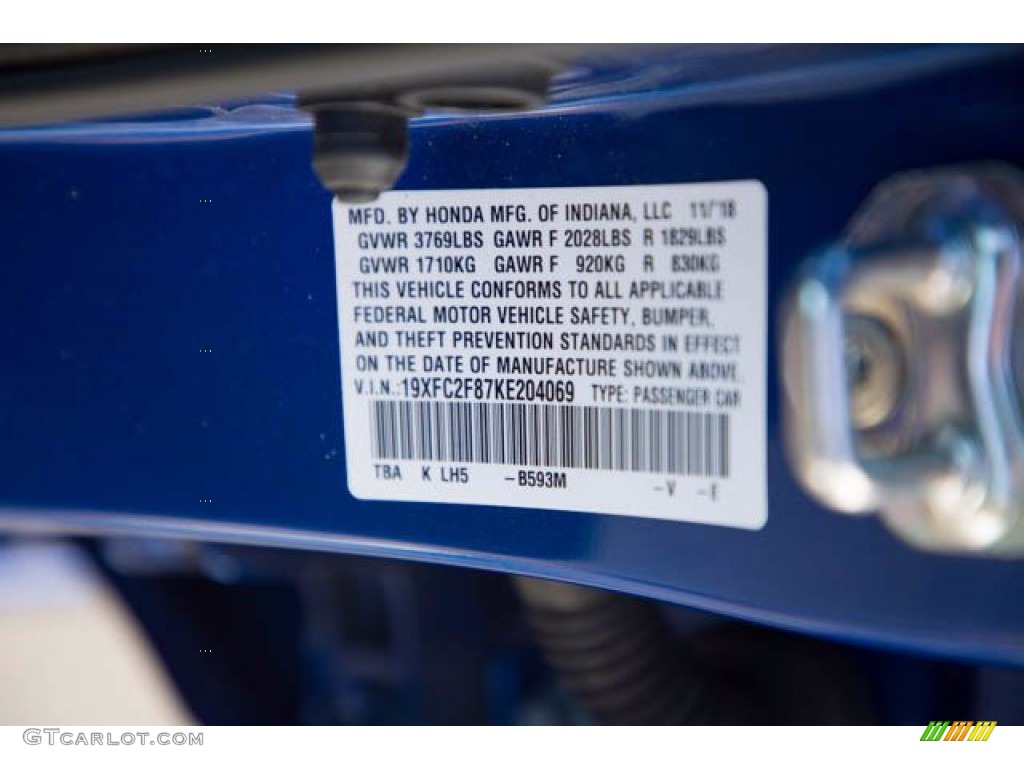 MFD. BY HONDA MFG. OF INDIANA, LLC 11/'18
GVWR 3769LBS GAWR F 2028LBS R 1829LBS
GVWR 1710KG GAWR F 920KG R 830KG
THIS VEHICLE CONFORMS TO ALL APPLICABLE
FEDERAL MOTOR VEHICLE SAFETY, BUMPER,
AND THEFT PREVENTION STANDARDS IN EFFECT
ON THE DATE OF MANUFACTURE SHOWN ABOVE.
V.I.N.:19XFC2F87KE204069 TYPE: PASSENGER CAR
TBA K LH5 -B593M -V -E
GTCARLOT.COM